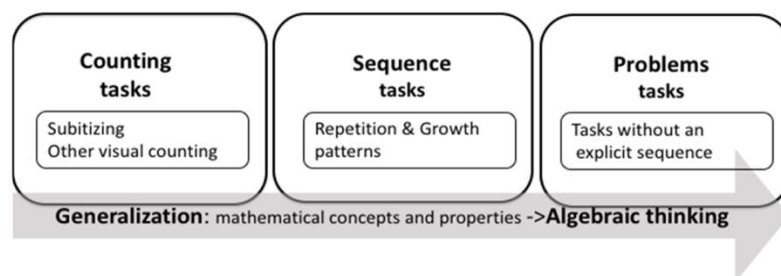 Counting
tasks
Subitizing
Other visual counting
Sequence
tasks
Repetition & Growth
patterns
Problems
tasks
Tasks without an
explicit sequence
Generalization: mathematical concepts and properties ->Algebraic thinking